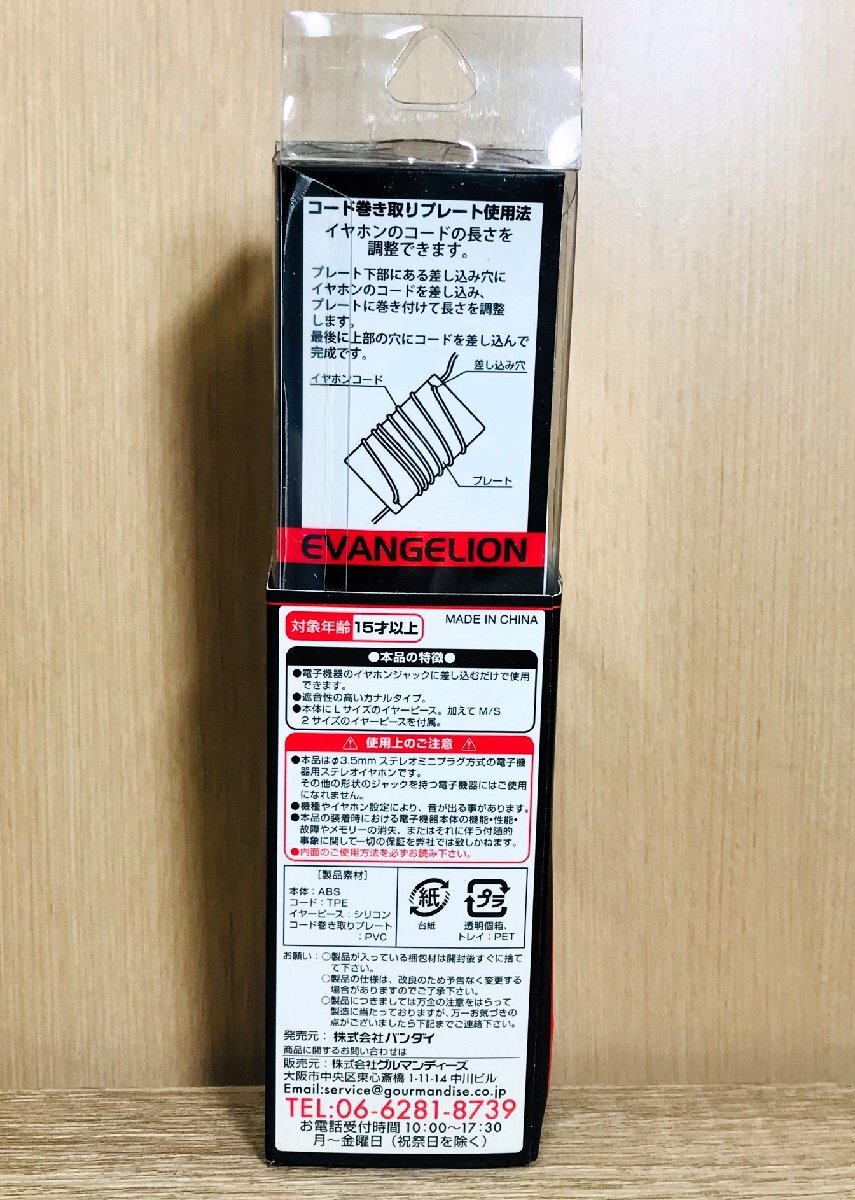 コード巻き取りプレート使用法
イヤホンのコードの長さを
調整できます。
プレート下部にある差し込み穴に
イヤホンのコードを差し込み、
プレートに巻き付けて長さを調整
します。
最後に上部の穴にコードを差し込んで
完成です。
差し込み穴
イヤホンコード
プレート
EVANGELION
対象年齢 15才以上
MADE IN CHINA
●本品の特徴●
●電子機器のイヤホンジャックに差し込むだけで使用
できます。
●遮音性の高いカナルタイプ。
●本体にLサイズのイヤーピース。加えてM/S
2サイズのイヤーピースを付属。
⚠ 使用上のご注意 ⚠
●本品はφ3.5mmステレオミニプラグ方式の電子機
器用ステレオイヤホンです。
その他の形状のジャックを持つ電子機器にはご使用
になれません。
●機種やイヤホン設定により、音が出る事があります。
●本品の装着時における電子機器本体の機能・性能・
故障やメモリーの消失、またはそれに伴う付随的
事象に関して一切の保証を弊社では致しかねます。
●内面のご使用方法を必ずお読み下さい。
[製品素材]
本体：ABS
コード：TPE
イヤーピース：シリコン
コード巻き取りプレート
：PVC
紙
台紙
プラ
透明個箱、
トレイ：PET
お願い：○製品が入っている梱包材は開封後すぐに捨て
て下さい。
○製品の仕様は、改良のため予告なく変更する
場合がありますのでご了承下さい。
○製品につきましては万全の注意をはらって
製造に当たっておりますが、万一お気づきの
点がございましたら下記までご連絡下さい。
発売元：株式会社バンダイ
商品に関するお問い合わせは
販売元：株式会社グルマンディーズ
大阪市中央区東心斎橋1-11-14中川ビル
Email:service@gourmandise.co.jp
TEL:06-6281-8739
お電話受付時間 10:00～17:30
月～金曜日（祝祭日を除く）